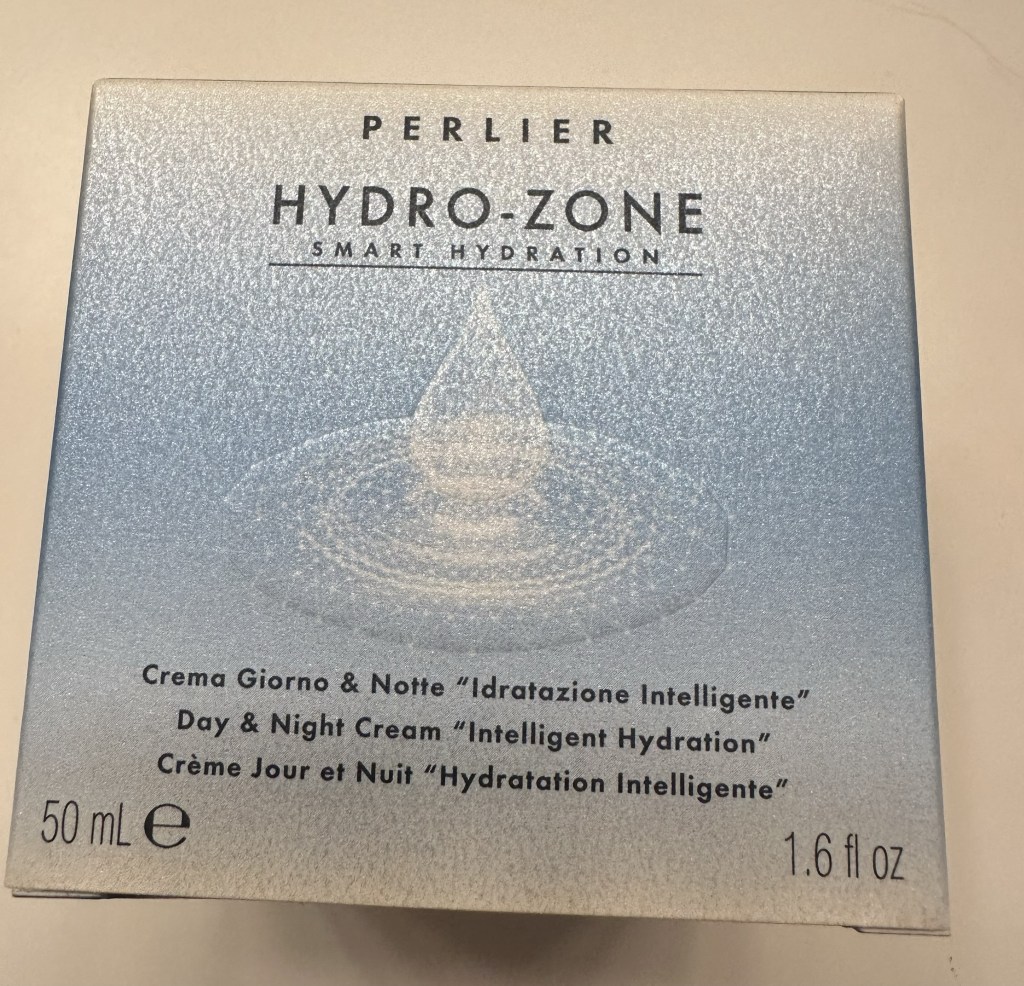 PERLIER
HYDRO-ZONE
SMART HYDRATION
Crema Giorno & Notte “Idratazione Intelligente”
Day & Night Cream “Intelligent Hydration”
Crème Jour et Nuit “Hydratation Intelligente”
50 mL ℮
1.6 fl oz